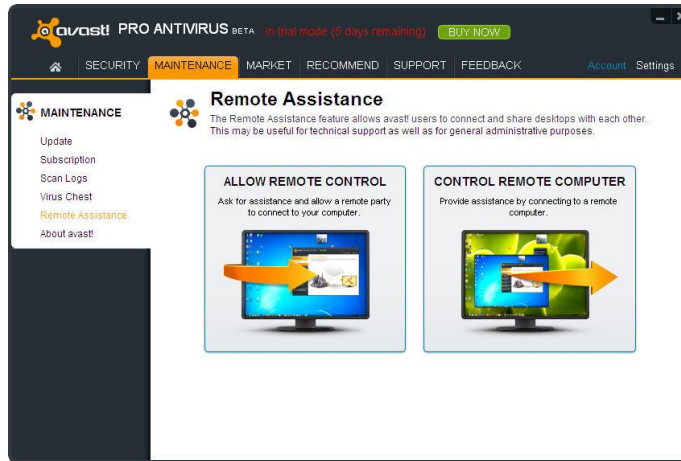 avast! PRO ANTIVIRUS BETA in trial mode (5 days remaining) BUY NOW
SECURITY MAINTENANCE MARKET RECOMMEND SUPPORT FEEDBACK Account Settings
MAINTENANCE
Update
Subscription
Scan Logs
Virus Chest
Remote Assistance
About avast!
Remote Assistance
The Remote Assistance feature allows avast! users to connect and share desktops with each other.
This may be useful for technical support as well as for general administrative purposes.
ALLOW REMOTE CONTROL
Ask for assistance and allow a remote party
to connect to your computer.
CONTROL REMOTE COMPUTER
Provide assistance by connecting to a remote
computer.